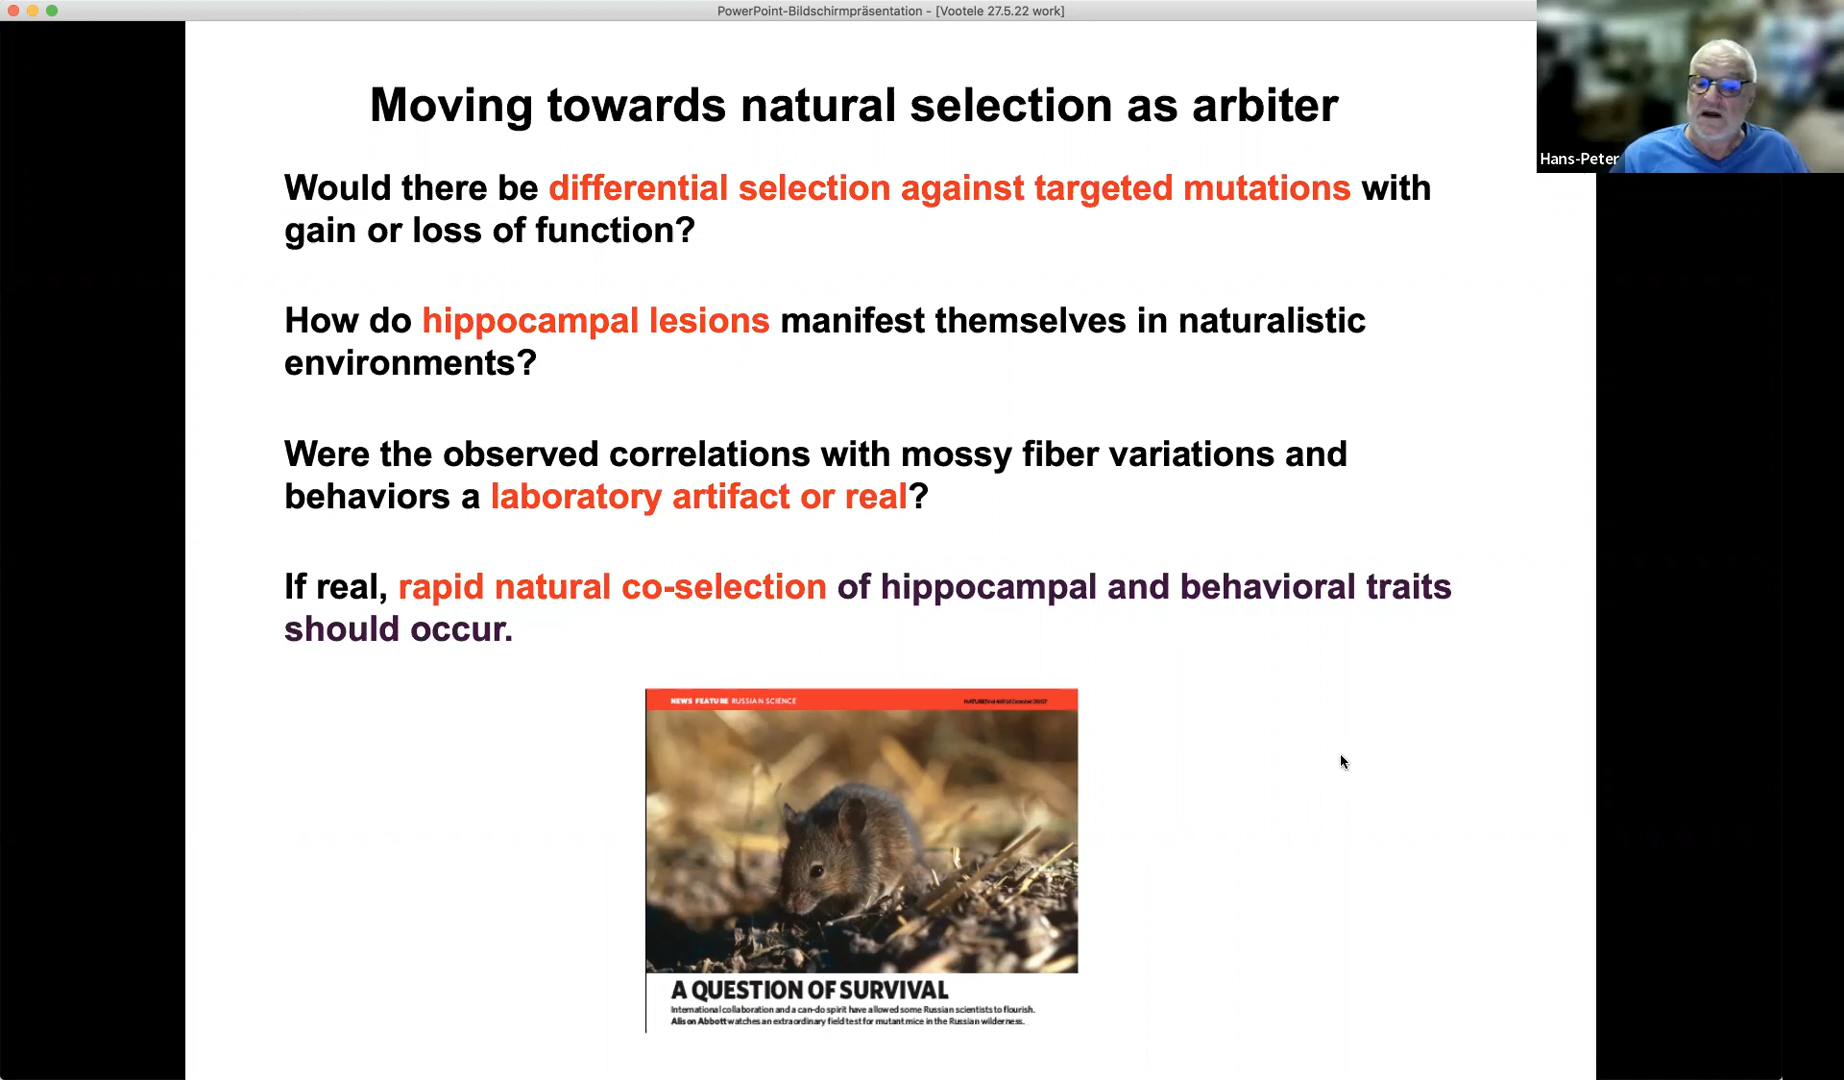 PowerPoint-Bildschirmpräsentation - [Vootele 27.5.22 work]
Hans-Peter
Moving towards natural selection as arbiter
Would there be differential selection against targeted mutations with
gain or loss of function?
How do hippocampal lesions manifest themselves in naturalistic
environments?
Were the observed correlations with mossy fiber variations and
behaviors a laboratory artifact or real?
If real, rapid natural co-selection of hippocampal and behavioral traits
should occur.
NEWS FEATURE RUSSIAN SCIENCE
A QUESTION OF SURVIVAL
International collaboration and a can-do spirit have allowed some Russian scientists to flourish.
Alison Abbott watches an extraordinary field test for mutant mice in the Russian wilderness.